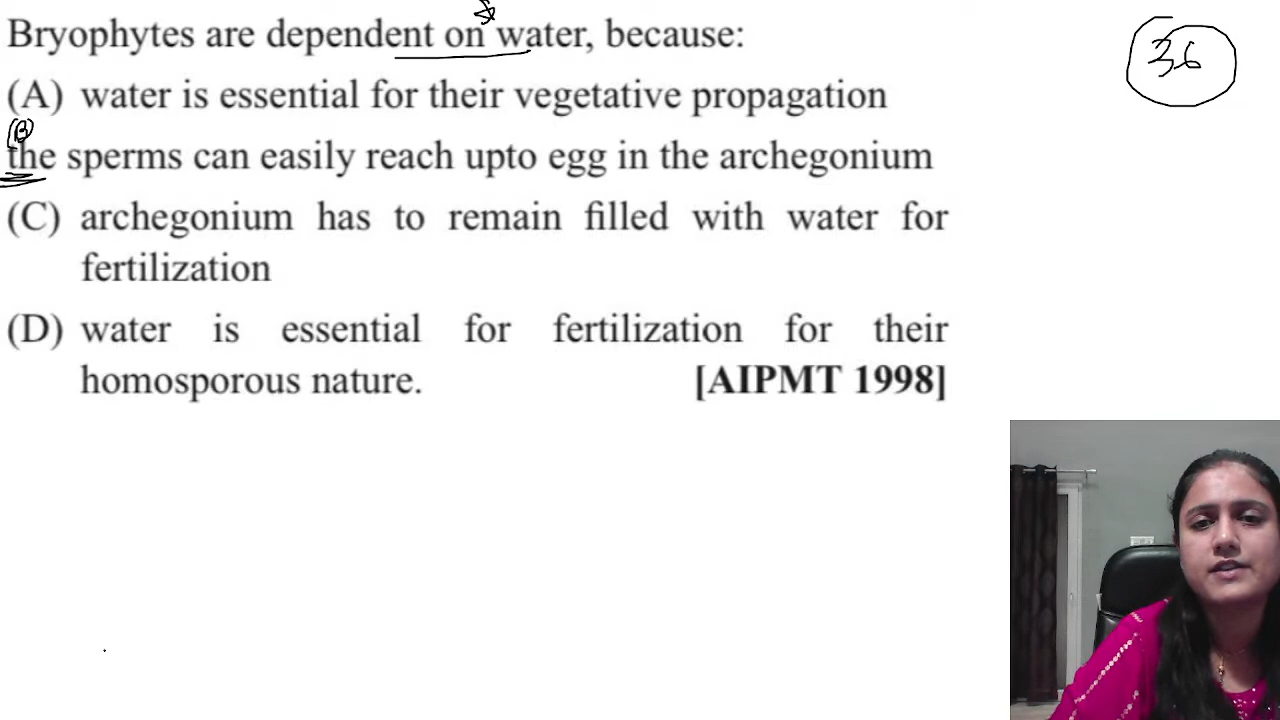 Bryophytes are dependent on water, because:
36
(A) water is essential for their vegetative propagation
(B)
the sperms can easily reach upto egg in the archegonium
(C) archegonium has to remain filled with water for
fertilization
(D) water is essential for fertilization for their
homosporous nature. [AIPMT 1998]